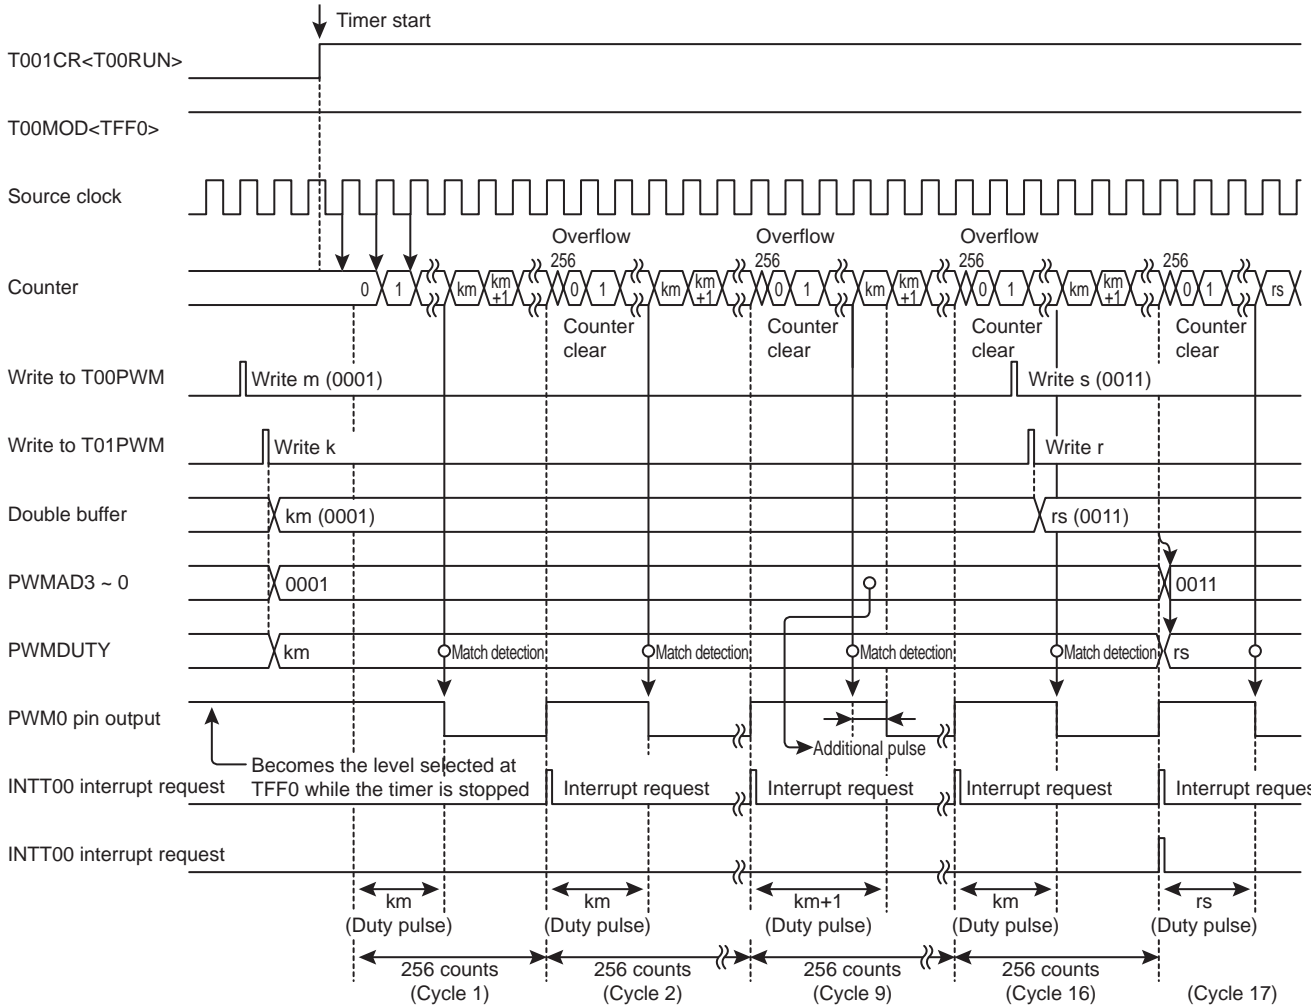 Timer start
T001CR<T00RUN>
T00MOD<TFF0>
Source clock
Overflow Overflow Overflow
256 256 256 256
Counter 0 1 km km +1 0 1 km km +1 0 1 km km +1 0 1 km km +1 0 1 rs
Counter clear Counter clear Counter clear Counter clear
Write to T00PWM Write m (0001) Write s (0011)
Write to T01PWM Write k Write r
Double buffer km (0001) rs (0011)
PWMAD3 ~ 0 0001 0011
PWMDUTY km Match detection Match detection Match detection Match detection rs
PWM0 pin output
Additional pulse
Becomes the level selected at
TFF0 while the timer is stopped
INTT00 interrupt request Interrupt request Interrupt request Interrupt request Interrupt reques
INTT00 interrupt request
km km km+1 km rs
(Duty pulse) (Duty pulse) (Duty pulse) (Duty pulse) (Duty pulse)
256 counts 256 counts 256 counts 256 counts
(Cycle 1) (Cycle 2) (Cycle 9) (Cycle 16) (Cycle 17)